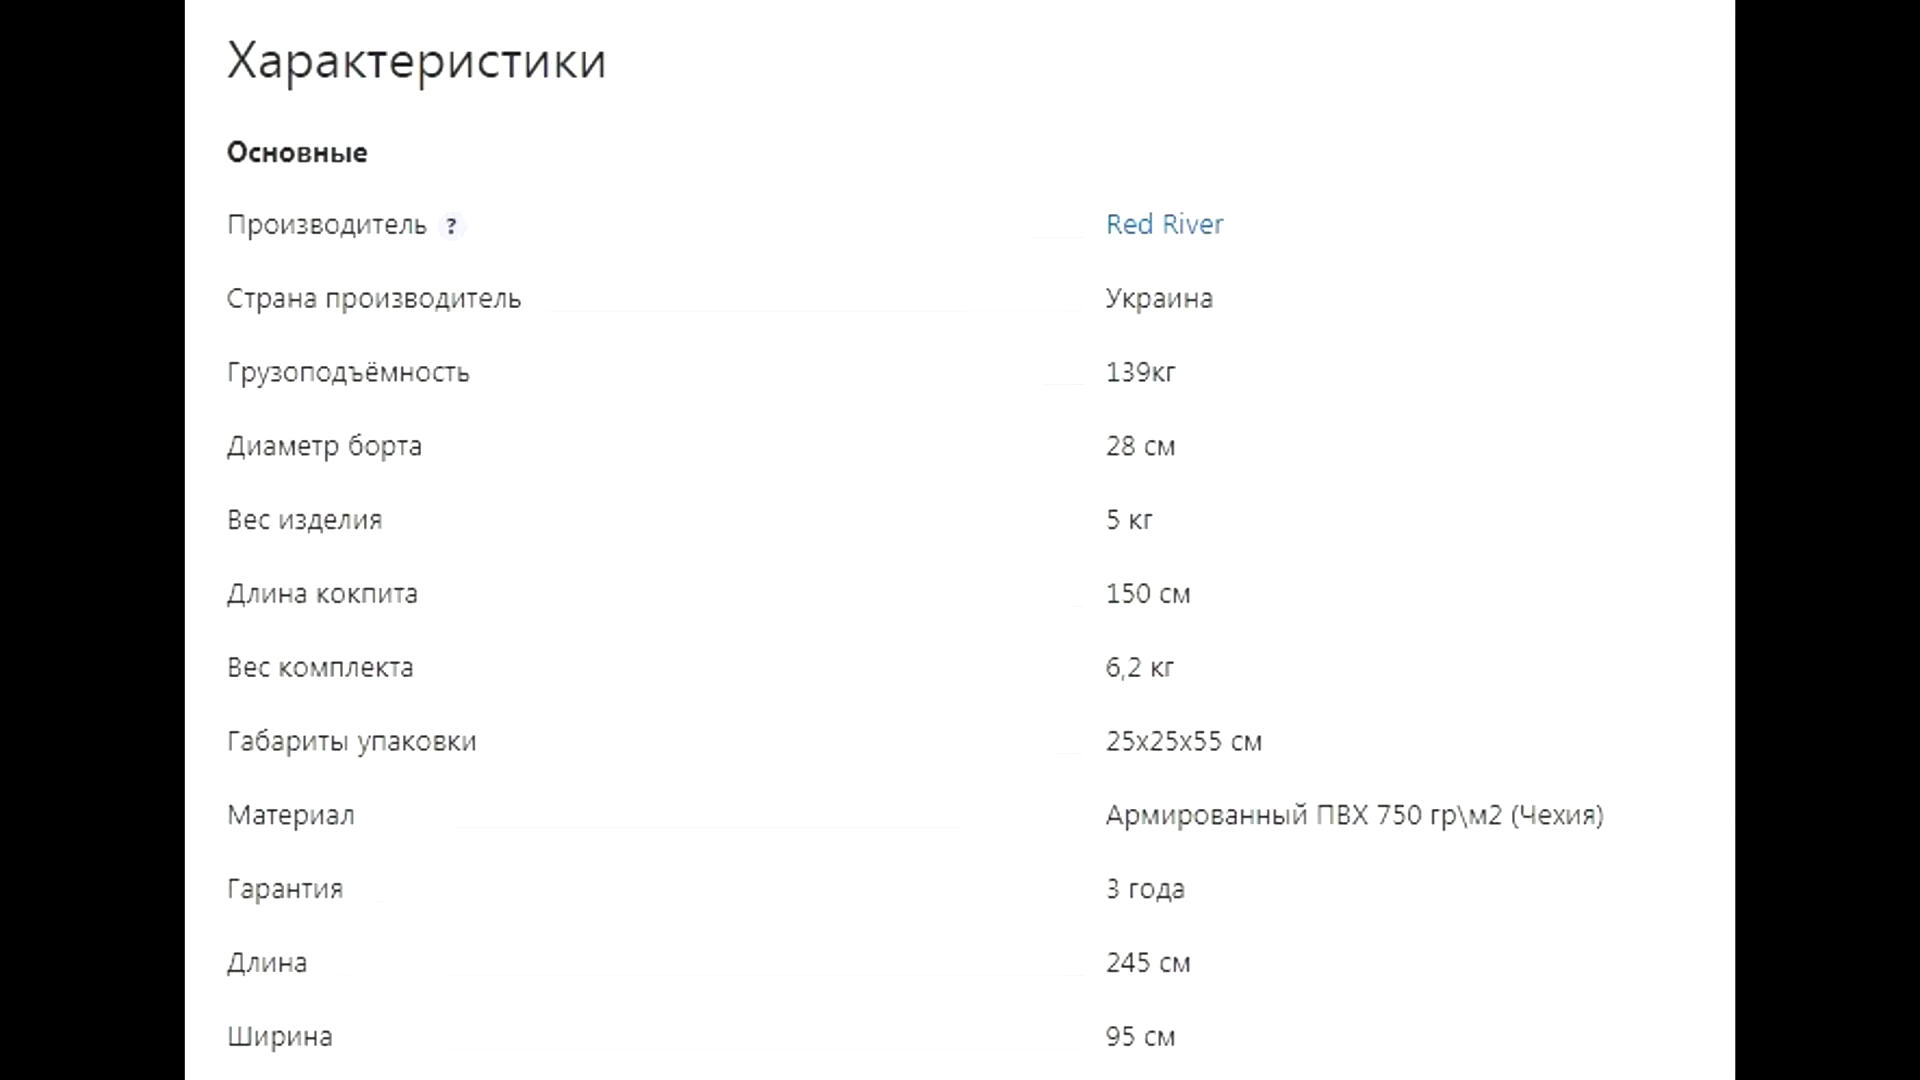 Характеристики
Основные
Производитель ? Red River
Страна производитель Украина
Грузоподъёмность 139кг
Диаметр борта 28 см
Вес изделия 5 кг
Длина кокпита 150 см
Вес комплекта 6,2 кг
Габариты упаковки 25х25х55 см
Материал Армированный ПВХ 750 гр\м2 (Чехия)
Гарантия 3 года
Длина 245 см
Ширина 95 см